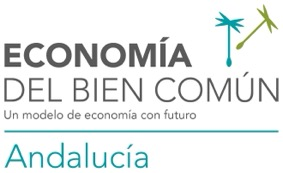 ECONOMÍA
DEL BIEN COMÚN
Un modelo de economía con futuro
Andalucía